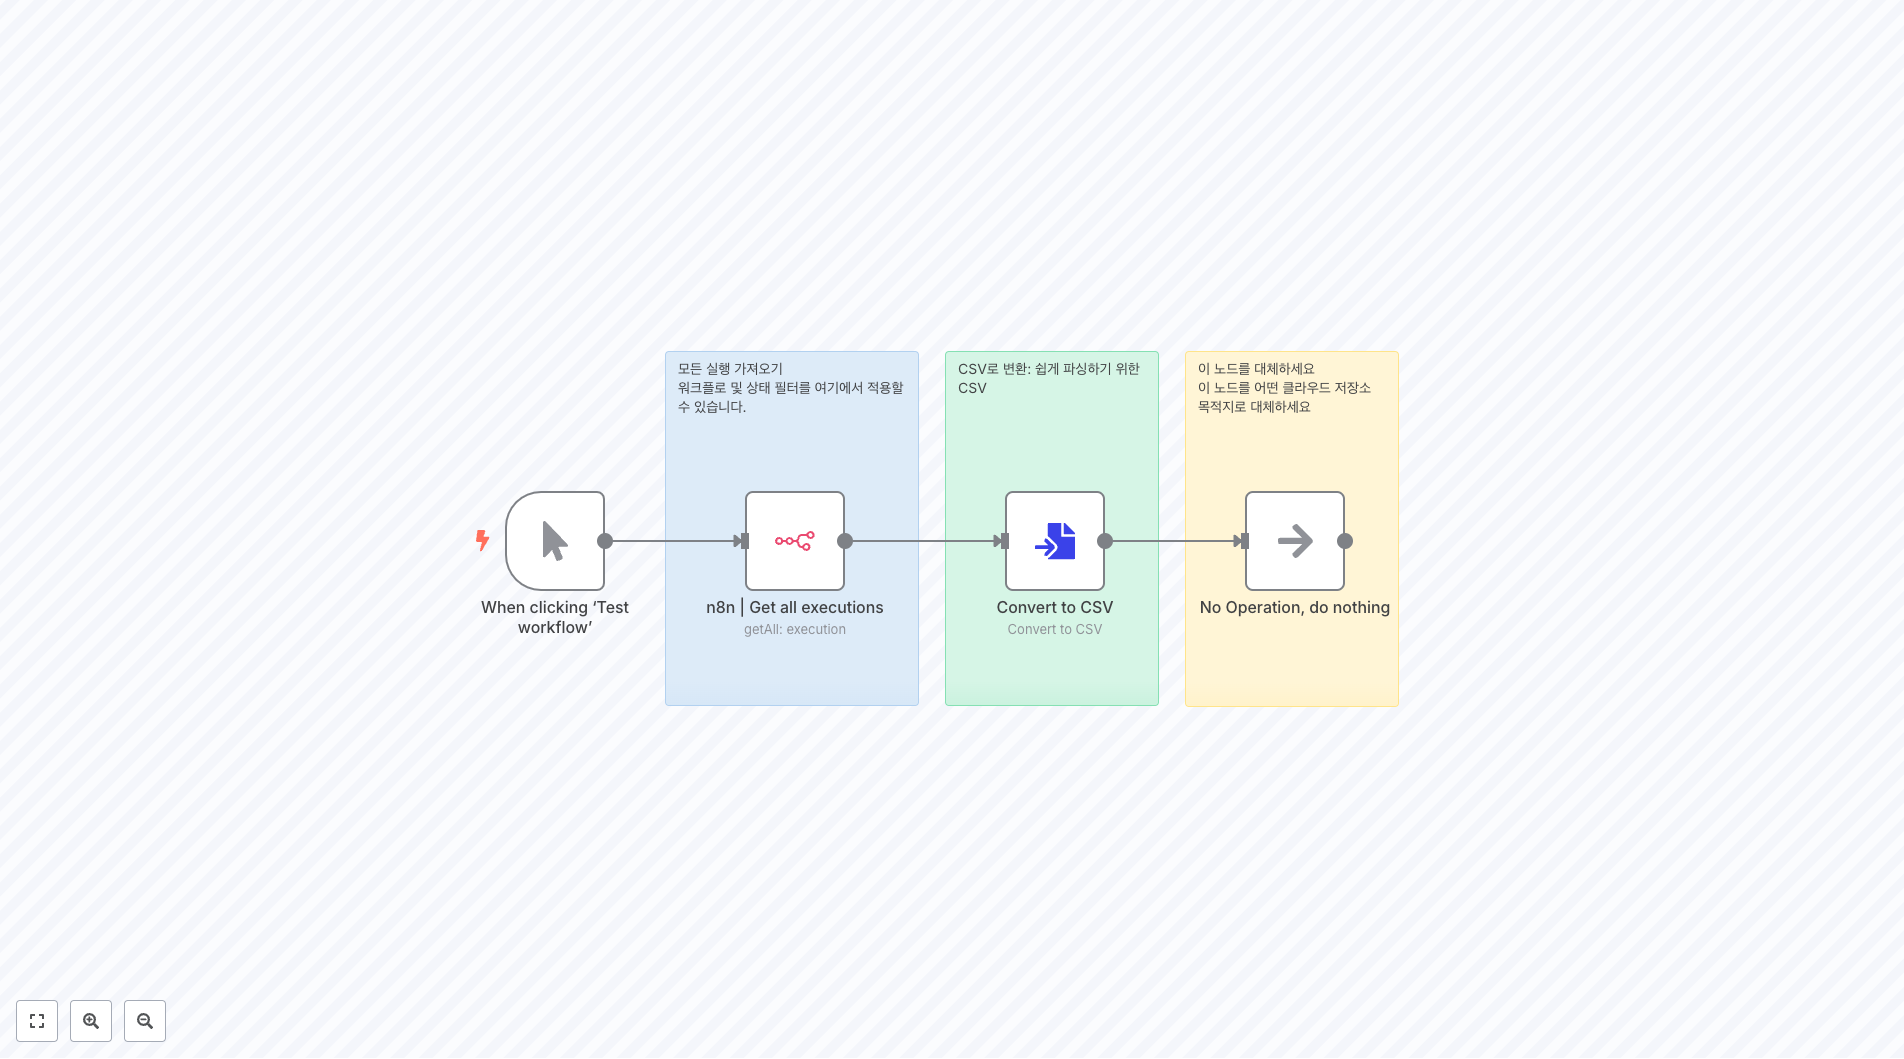 모든 실행 가져오기
워크플로 및 상태 필터를 여기에서 적용할
수 있습니다.
CSV로 변환: 쉽게 파싱하기 위한
CSV
이 노드를 대체하세요
이 노드를 어떤 클라우드 저장소
목적지로 대체하세요
When clicking ‘Test
workflow’
n8n | Get all executions
getAll: execution
Convert to CSV
Convert to CSV
No Operation, do nothing